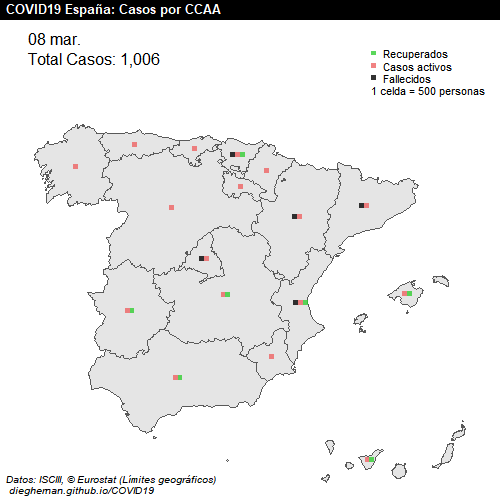 COVID19 España: Casos por CCAA
08 mar.
Total Casos: 1,006
Recuperados
Casos activos
Fallecidos
1 celda = 500 personas
Datos: ISCIII, © Eurostat (Límites geográficos)
diegheman.github.io/COVID19